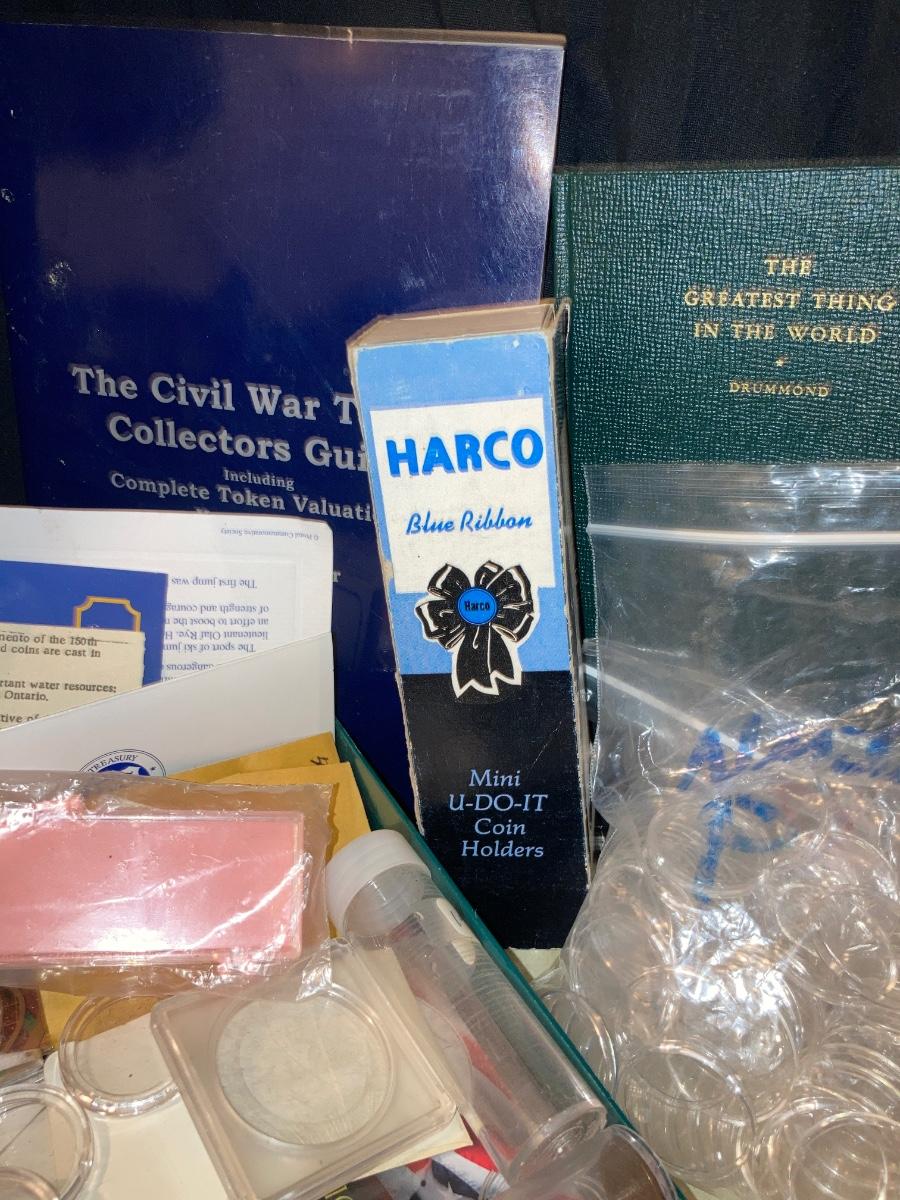 The Civil War T
Collectors Gui
Including
Complete Token Valuati
THE
GREATEST THING
IN THE WORLD
DRUMMOND
HARCO
Blue Ribbon
Harco
Mini
U-DO-IT
Coin
Holders
© Postal Commemorative Society
The first jump was
of strength and courag
an effort to boost the
lieutenant Olaf Rye. H
The sport of ski jum
mento of the 150th
d coins are cast in
rtant water resources;
Ontario.
tive of
TREASURY
P